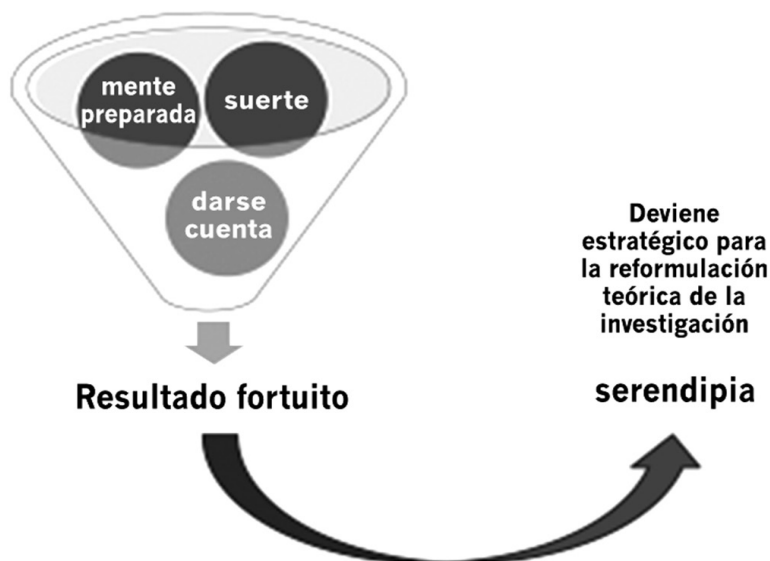 mente
preparada
suerte
darse
cuenta
Resultado fortuito
Deviene
estratégico para
la reformulación
teórica de la
investigación
serendipia